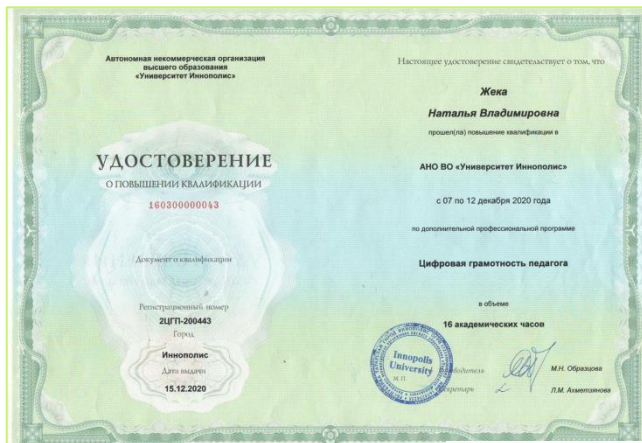 Автономная некоммерческая организация
высшего образования
«Университет Иннополис»
УДОСТОВЕРЕНИЕ
О ПОВЫШЕНИИ КВАЛИФИКАЦИИ
160300000043
Документ о квалификации
Регистрационный номер
2ЦГП-200443
Город
Иннополис
Дата выдачи
15.12.2020
Настоящее удостоверение свидетельствует о том, что
Жека
Наталья Владимировна
прошел(ла) повышение квалификации в
АНО ВО «Университет Иннополис»
с 07 по 12 декабря 2020 года
по дополнительной профессиональной программе
Цифровая грамотность педагога
в объеме
16 академических часов
Innopolis
University
М.П.
Руководитель
М.Н. Образцова
Секретарь
Л.М. Ахметзянова